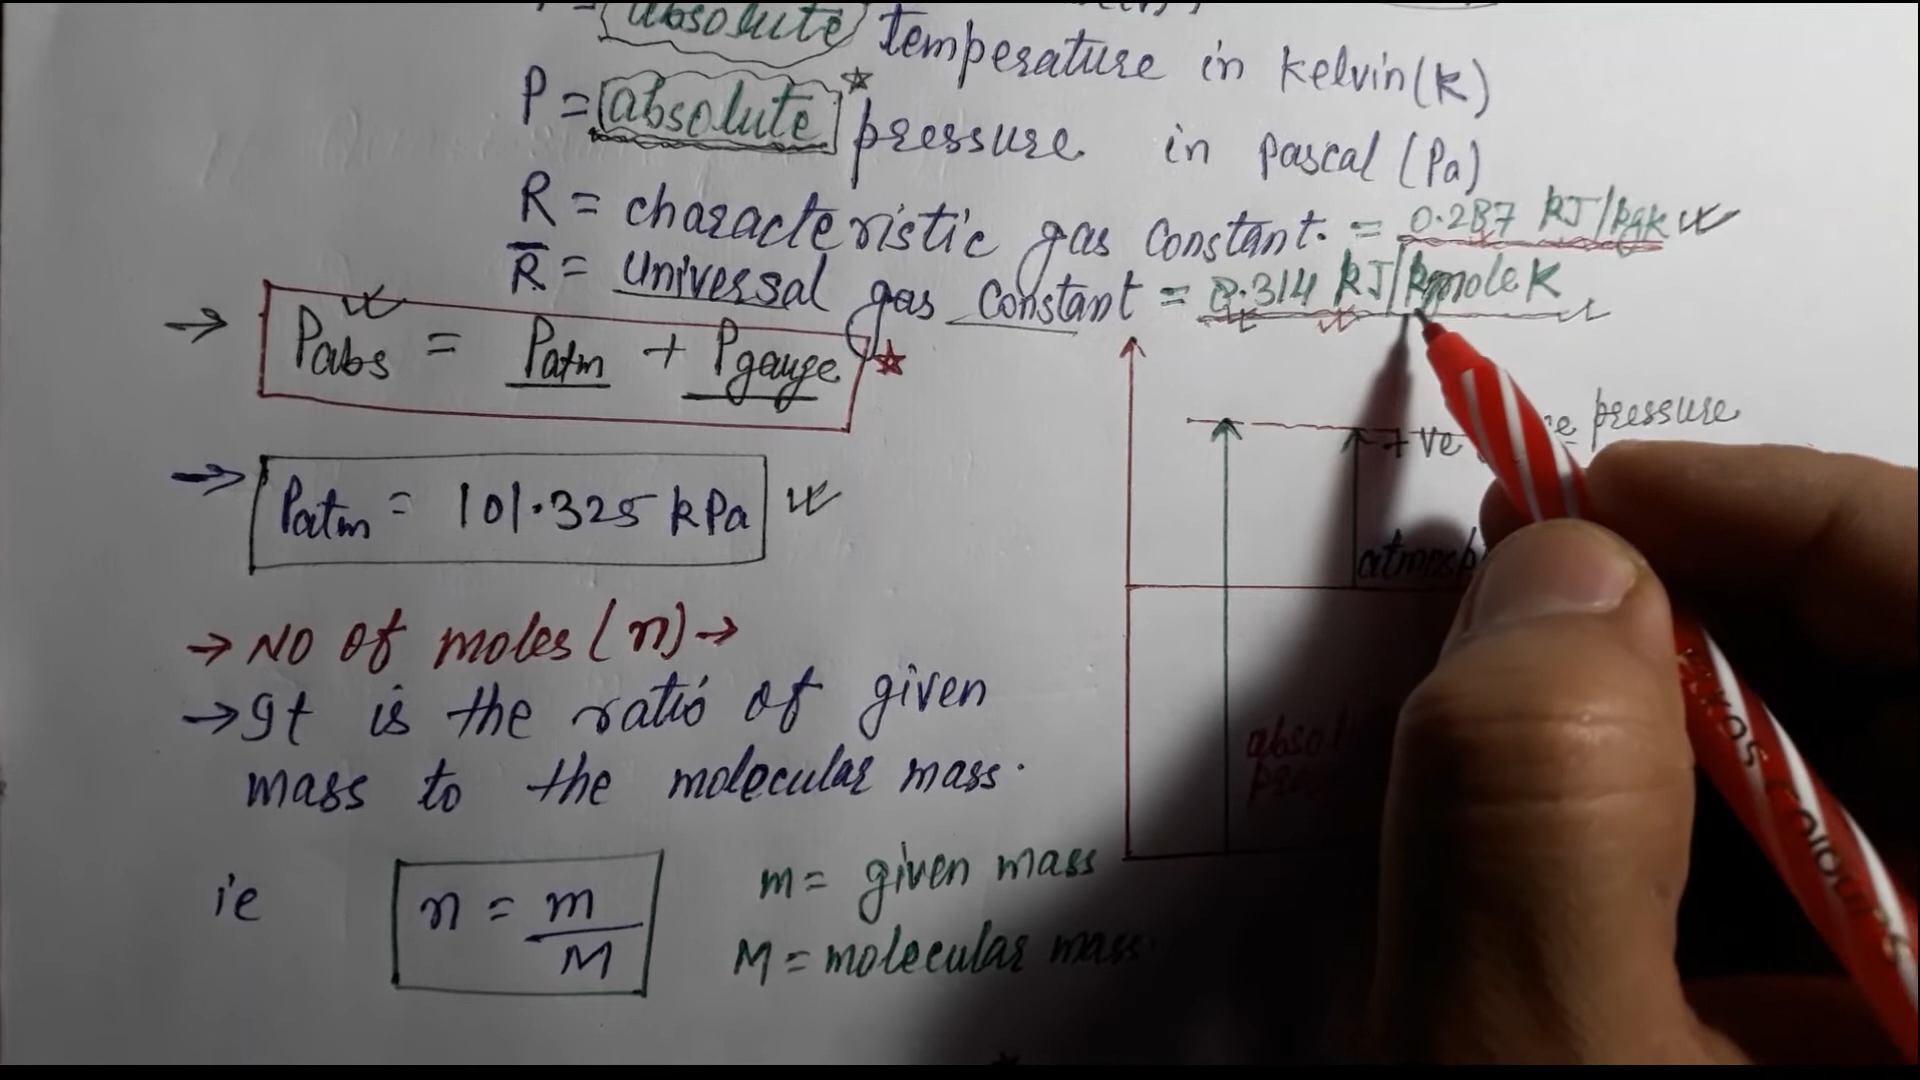 absolute temperature in kelvin (K)
P = absolute pressure in pascal (Pa)
R = characteristic gas constant. = 0.287 kJ/kgK
R̅ = universal gas constant = 8.314 kJ/kmole K
→ Pabs = Patm + Pgauge
+ve pressure
→ Patm = 101.325 kPa
→ No of moles (n) →
→ It is the ratio of given
mass to the molecular mass.
ie n = m/M
m = given mass
M = molecular mass.